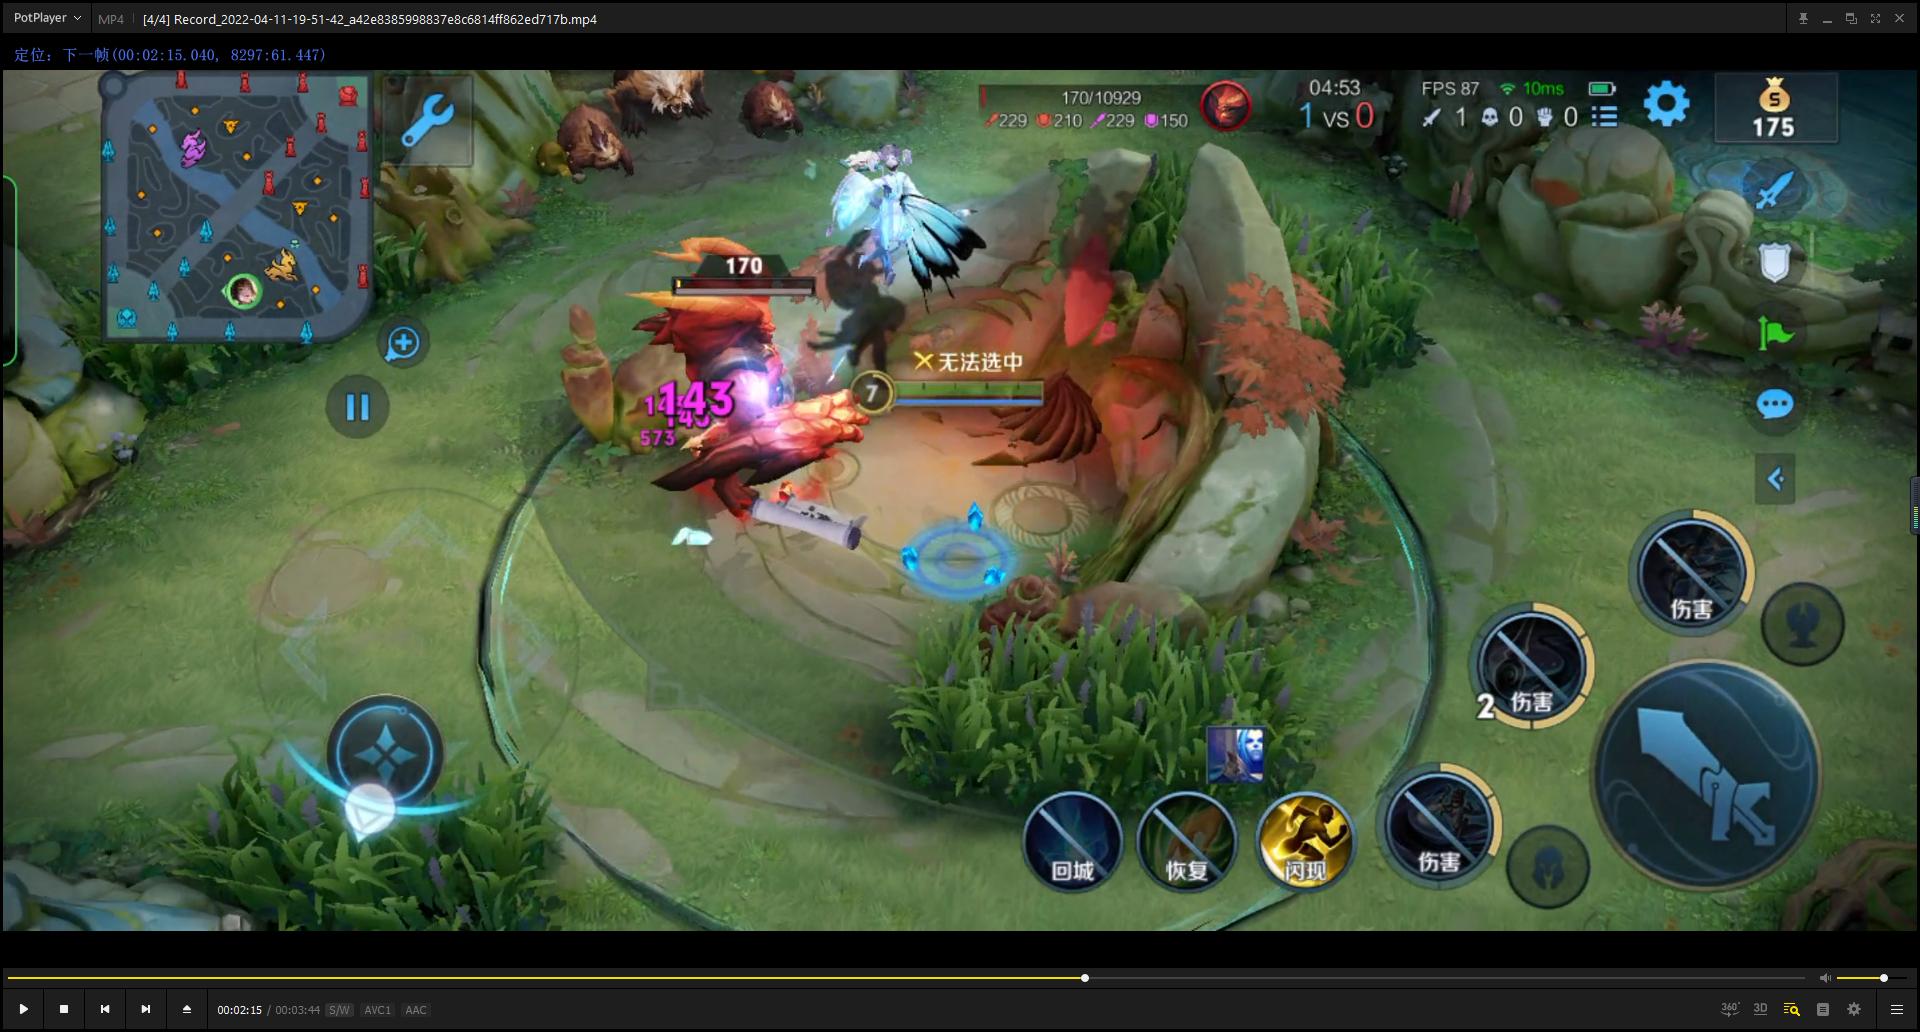 PotPlayer
MP4
[4/4] Record_2022-04-11-19-51-42_a42e8385998837e8c6814ff862ed717b.mp4
定位：下一帧(00:02:15.040, 8297:61.447)
170/10929
229 210 229 150
04:53
1 VS 0
FPS 87
10ms
1 0 0
175
170
无法选中
7
143
143
573
伤害
2 伤害
伤害
回城
恢复
闪现
00:02:15 / 00:03:44 S/W AVC1 AAC
360° 3D